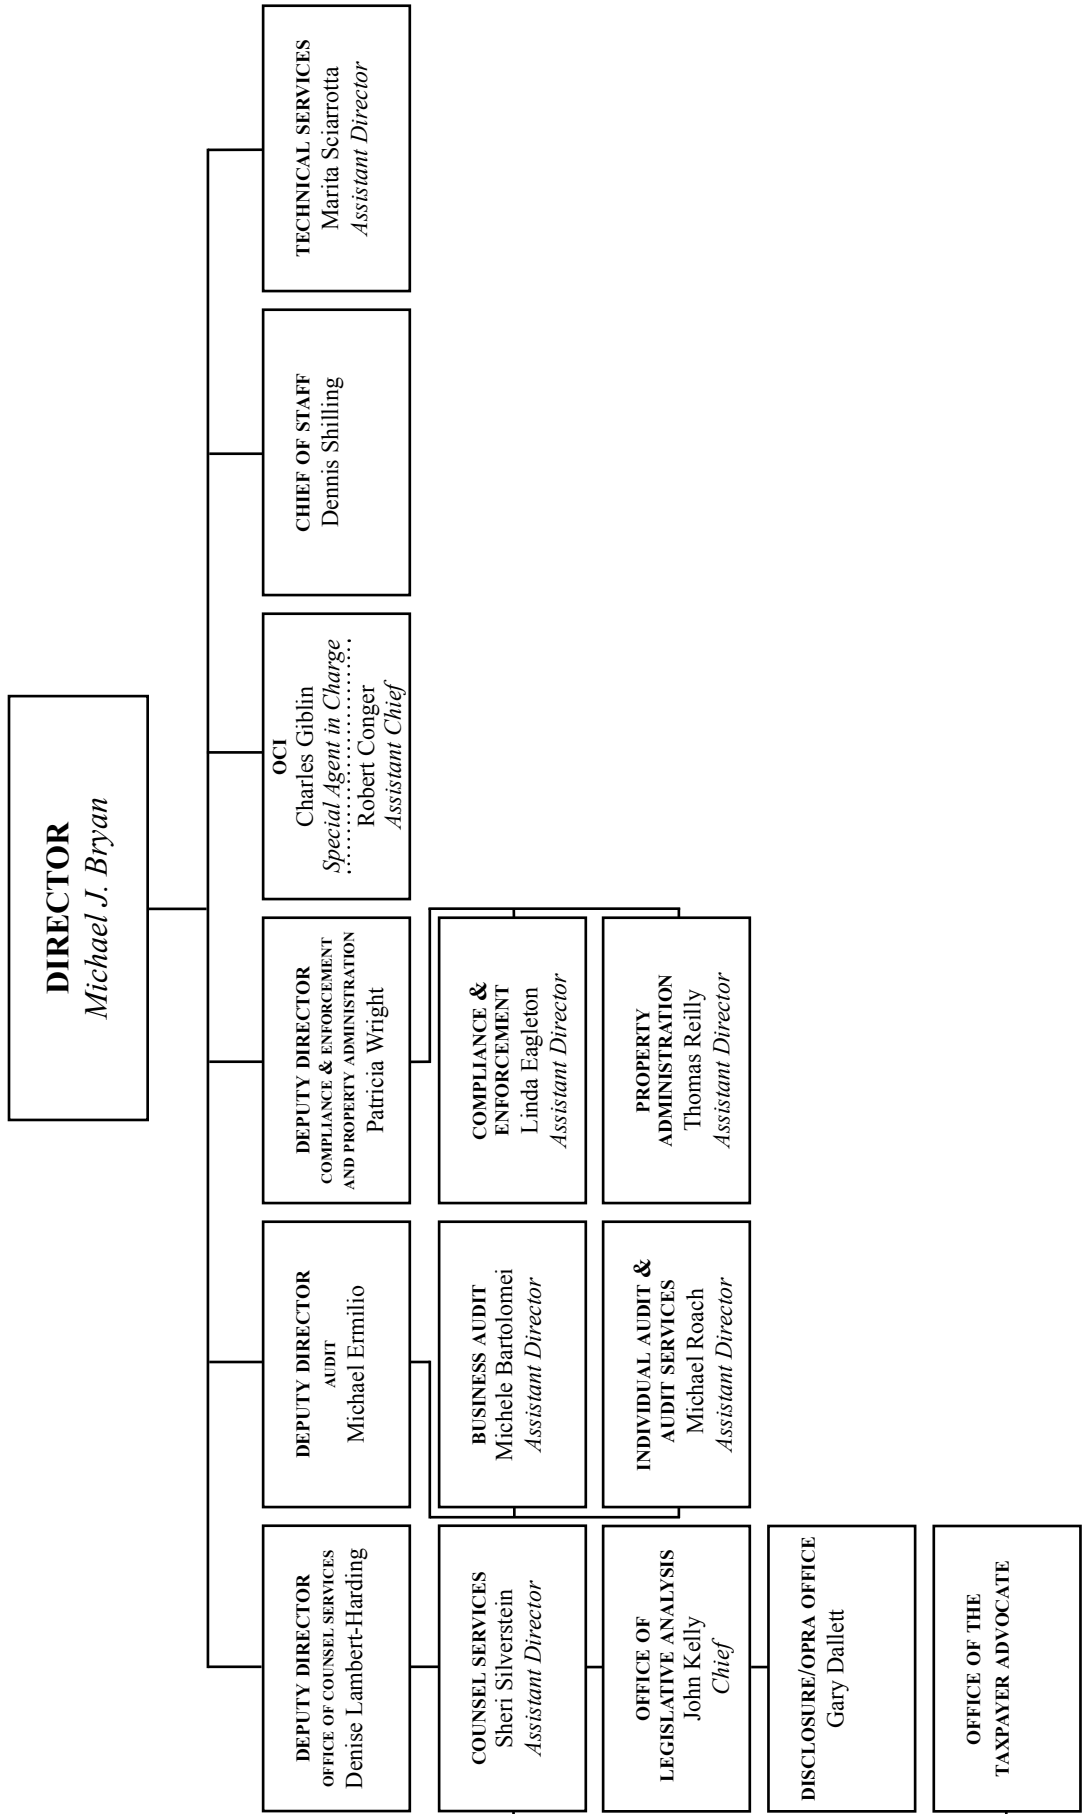 DIRECTOR
Michael J. Bryan
DEPUTY DIRECTOR
OFFICE OF COUNSEL SERVICES
Denise Lambert-Harding
DEPUTY DIRECTOR
AUDIT
Michael Ermilio
DEPUTY DIRECTOR
COMPLIANCE & ENFORCEMENT
AND PROPERTY ADMINISTRATION
Patricia Wright
OCI
Charles Giblin
Special Agent in Charge
Robert Conger
Assistant Chief
CHIEF OF STAFF
Dennis Shilling
TECHNICAL SERVICES
Marita Sciarrotta
Assistant Director
COUNSEL SERVICES
Sheri Silverstein
Assistant Director
BUSINESS AUDIT
Michele Bartolomei
Assistant Director
COMPLIANCE &
ENFORCEMENT
Linda Eagleton
Assistant Director
OFFICE OF
LEGISLATIVE ANALYSIS
John Kelly
Chief
INDIVIDUAL AUDIT &
AUDIT SERVICES
Michael Roach
Assistant Director
PROPERTY
ADMINISTRATION
Thomas Reilly
Assistant Director
DISCLOSURE/OPRA OFFICE
Gary Dallett
OFFICE OF THE
TAXPAYER ADVOCATE